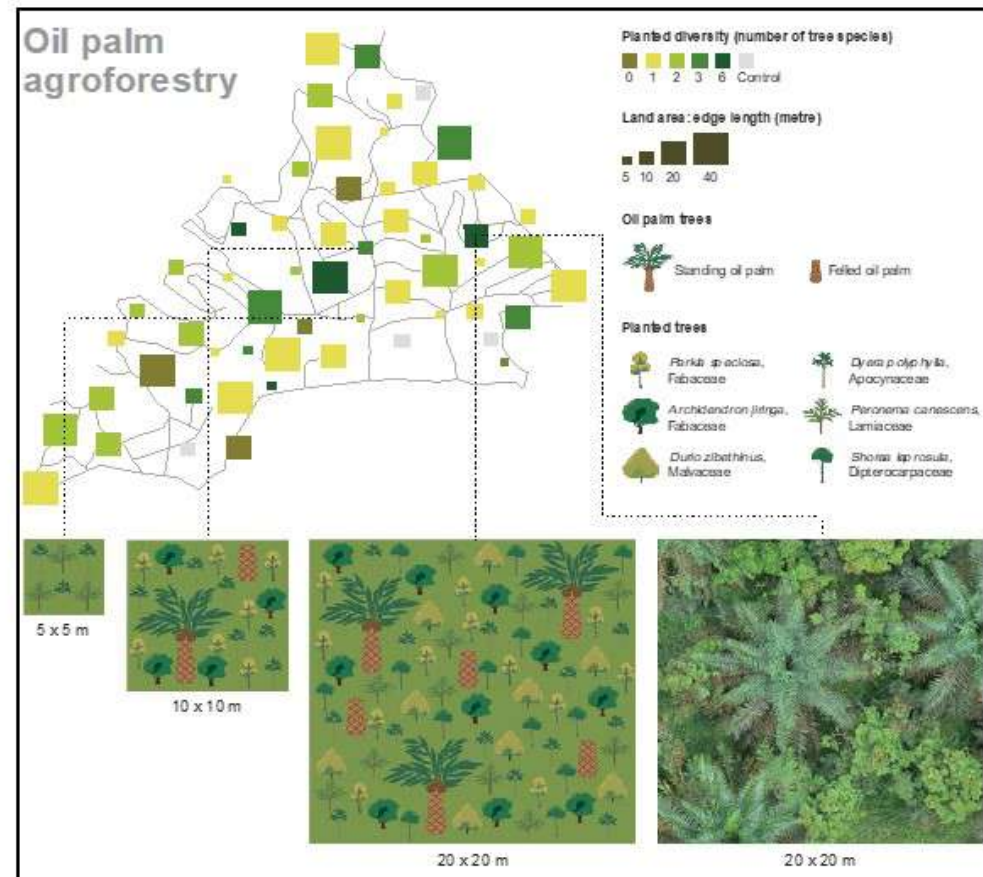 Oil palm
agroforestry
Planted diversity (number of tree species)
0 1 2 3 6 Control
Land area: edge length (metre)
5 10 20 40
Oil palm trees
Standing oil palm
Felled oil palm
Planted trees
Parkia speciosa,
Fabaceae
Dyera polyphylla,
Apocynaceae
Archidendron jiringa,
Fabaceae
Peronema canescens,
Lamiaceae
Durio zibethinus,
Malvaceae
Shorea leprosula,
Dipterocarpaceae
5 x 5 m
10 x 10 m
20 x 20 m
20 x 20 m